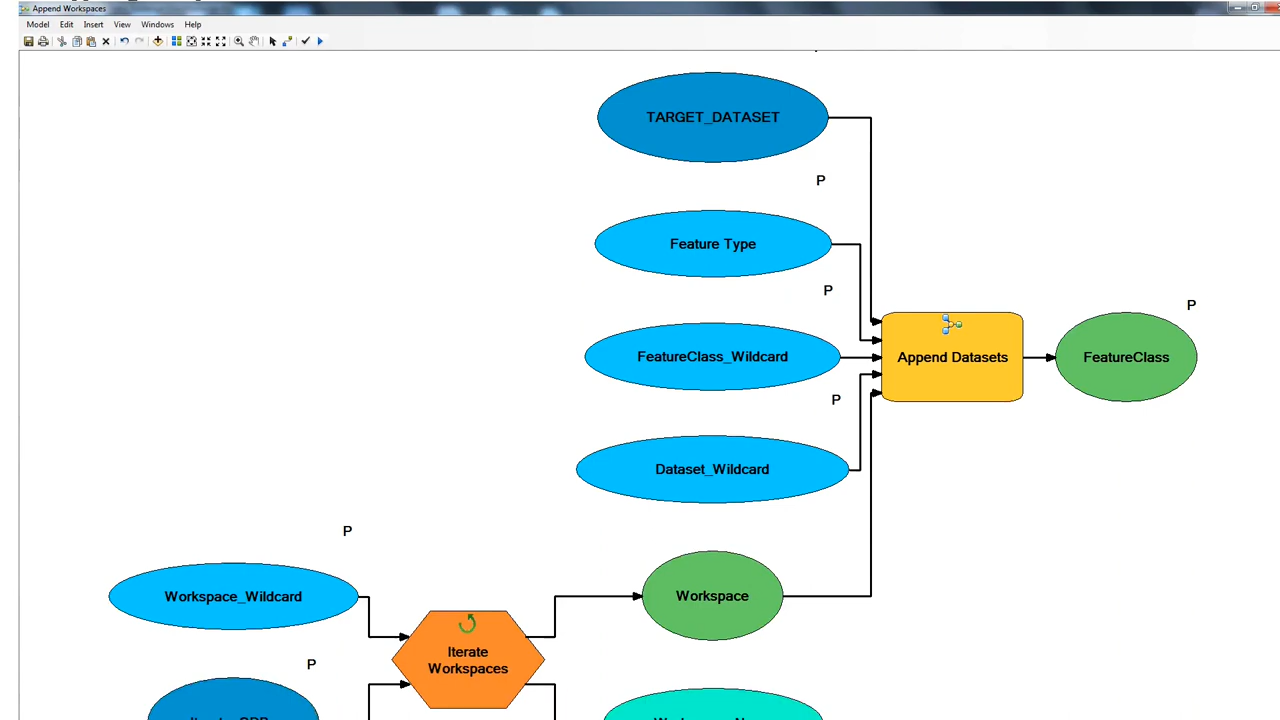 Append Workspaces
Model Edit Insert View Windows Help
TARGET_DATASET
P
Feature Type
P
P
FeatureClass_Wildcard
Append Datasets
FeatureClass
P
Dataset_Wildcard
P
Workspace_Wildcard
Workspace
Iterate
Workspaces
P